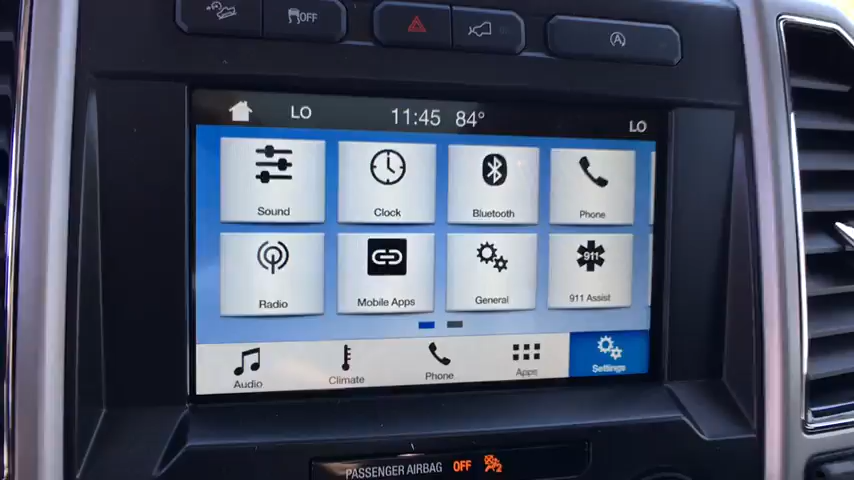 OFF
A
LO 11:45 84° LO
Sound Clock Bluetooth Phone
911
Radio Mobile Apps General 911 Assist
Audio Climate Phone Apps Settings
PASSENGER AIRBAG OFF